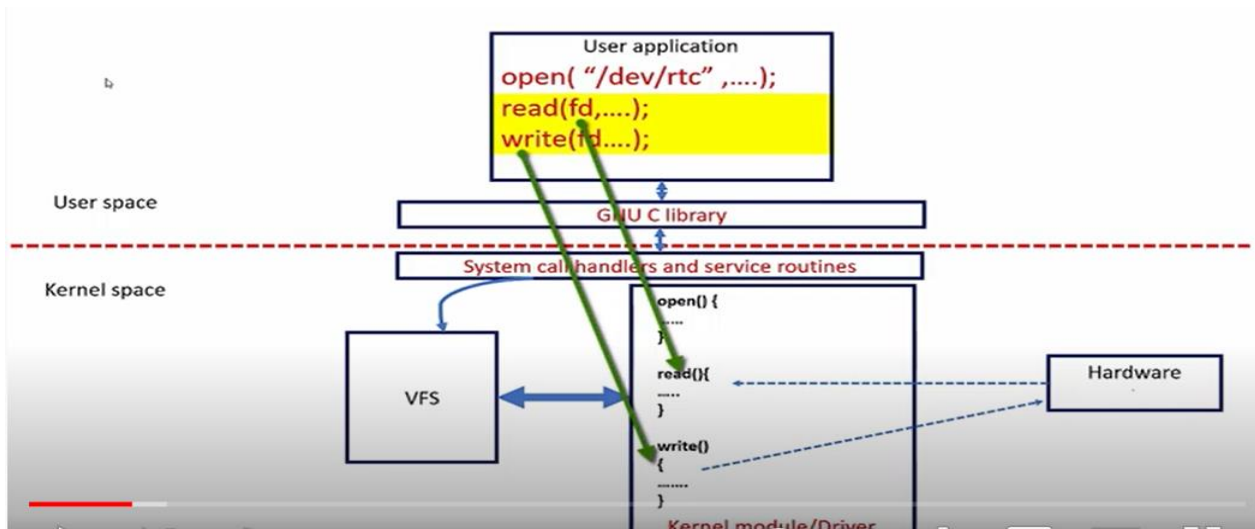 User application
open( “/dev/rtc” ,....);
read(fd,....);
write(fd....);
User space
GNU C library
System call handlers and service routines
Kernel space
open() {
.....
}
read(){
.....
}
VFS
Hardware
write()
{
.......
}
Kernel module/Driver